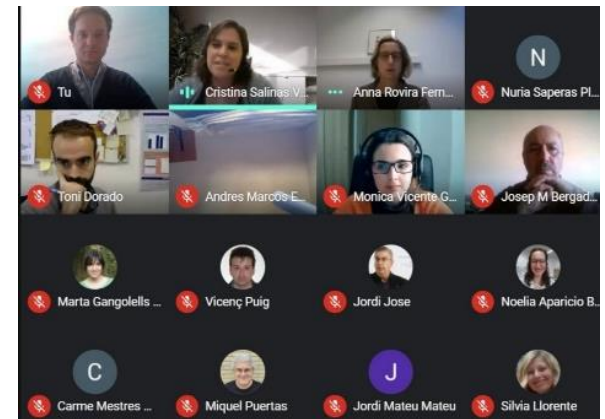 N
Tu
Cristina Salinas V...
Anna Rovira Fern...
Nuria Saperas Pl...
Toni Dorado
Andres Marcos E...
Monica Vicente G...
Josep M Bergad...
Marta Gangolells ...
Vicenç Puig
Jordi Jose
Noelia Aparicio B...
C
J
Carme Mestres ...
Miquel Puertas
Jordi Mateu Mateu
Silvia Llorente